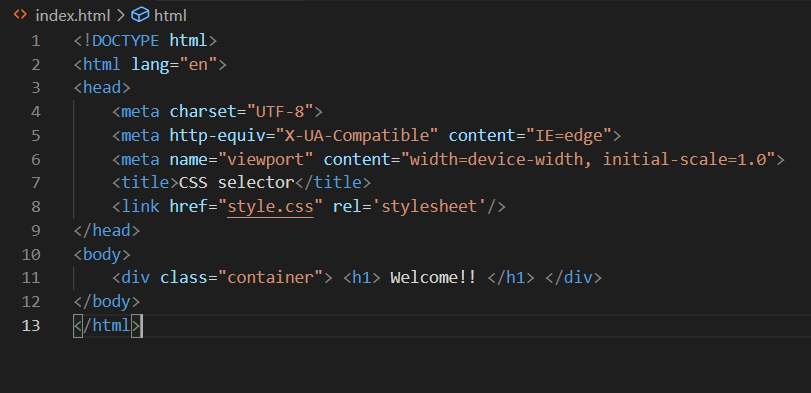 index.html > html
1 <!DOCTYPE html>
2 <html lang="en">
3 <head>
4     <meta charset="UTF-8">
5     <meta http-equiv="X-UA-Compatible" content="IE=edge">
6     <meta name="viewport" content="width=device-width, initial-scale=1.0">
7     <title>CSS selector</title>
8     <link href="style.css" rel='stylesheet'/>
9 </head>
10 <body>
11     <div class="container"> <h1> Welcome!! </h1> </div>
12 </body>
13 </html>